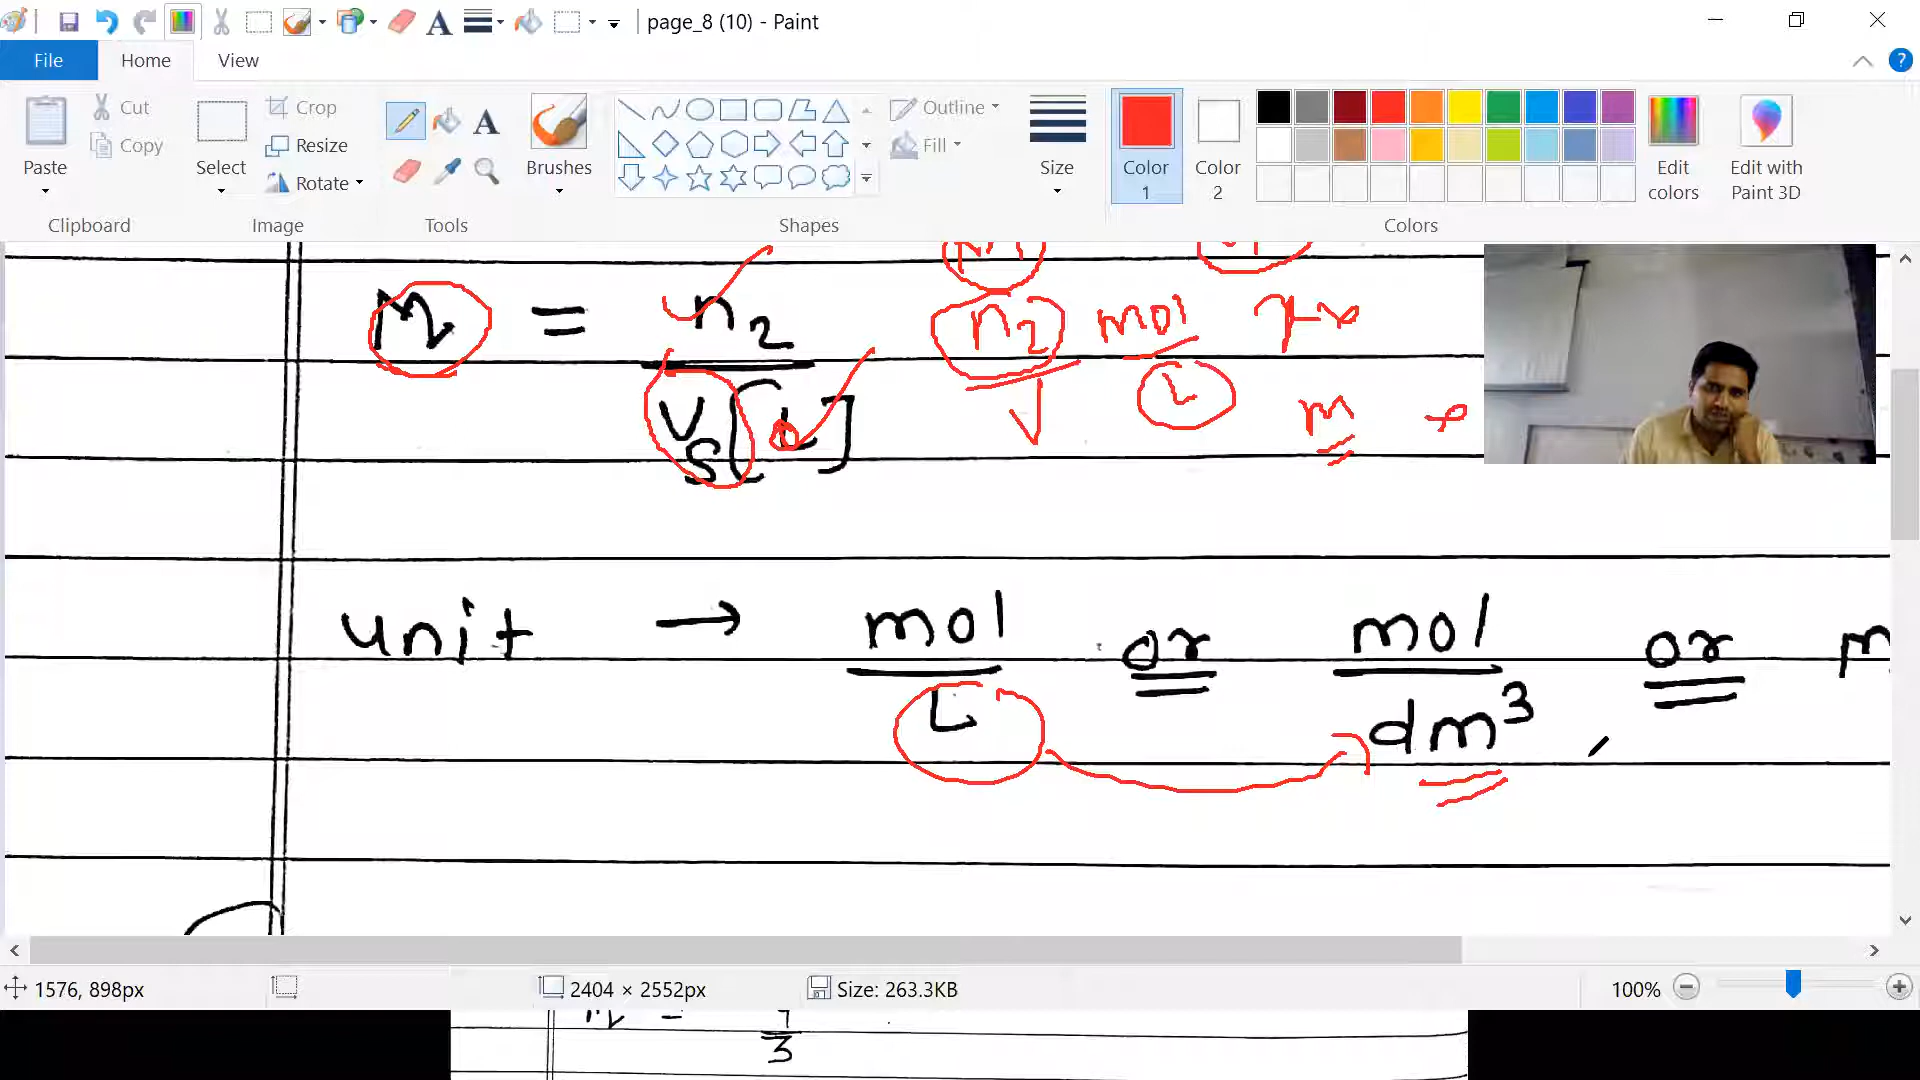 page_8 (10) - Paint
File Home View
Cut
Copy
Paste
Clipboard
Select
Crop
Resize
Rotate
Image
Tools
Brushes
Shapes
Outline
Fill
Size
Color 1
Color 2
Edit colors
Edit with Paint 3D
Colors
M = n2 n2 mol
Vs[L] V L m
unit → mol or mol or m
L dm³,
1576, 898px 2404 × 2552px Size: 263.3KB 100%
3